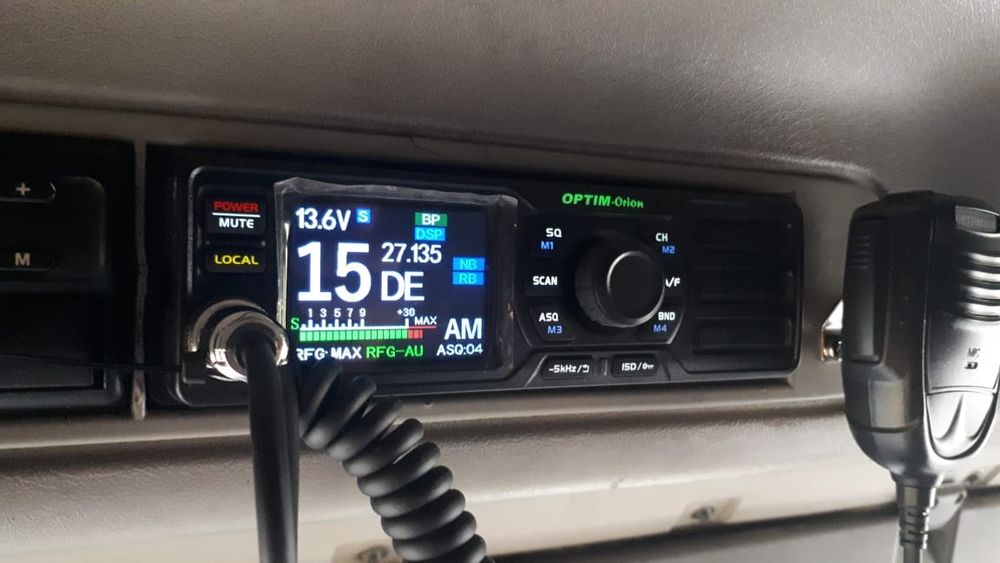 +
M
POWER
MUTE
LOCAL
13.6V S BP
DSP
15 27.135
DE
NB
RB
S 1 3 5 7 9 +30 MAX
AM
RFG:MAX RFG-AU ASQ:04
OPTIM-Orion
SQ
M1
CH
M2
SCAN
A/F
ASQ
M3
BND
M4
-5kHz/
ISD/
MIC